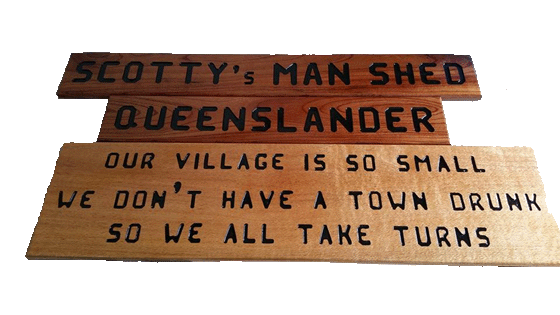 SCOTTY's MAN SHED
QUEENSLANDER
OUR VILLAGE IS SO SMALL
WE DON'T HAVE A TOWN DRUNK
SO WE ALL TAKE TURNS